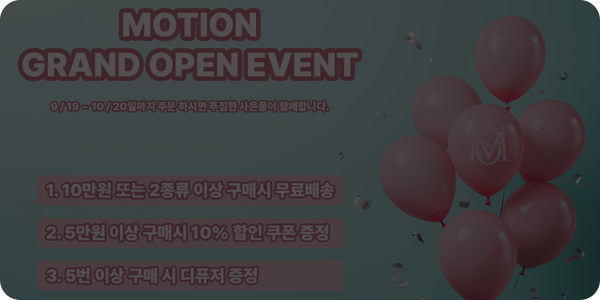 MOTION
GRAND OPEN EVENT
9 / 19 ~ 10 / 20일까지 주문 하시면 푸짐한 사은품이 함께합니다.
1. 10만원 또는 2종류 이상 구매시 무료배송
2. 5만원 이상 구매시 10% 할인 쿠폰 증정
3. 5번 이상 구매 시 디퓨저 증정